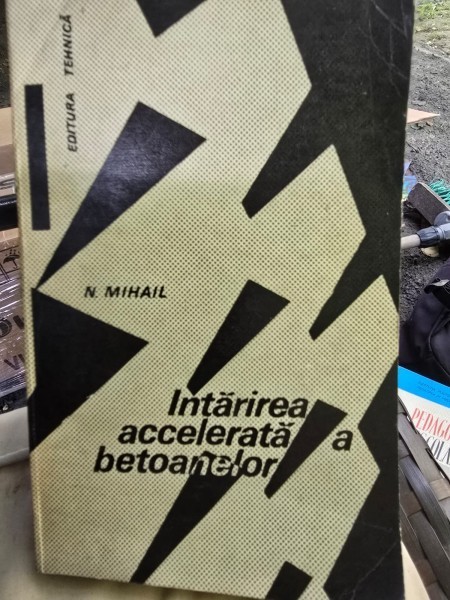 EDITURA TEHNICĂ
N. MIHAIL
Întărirea
accelerată a
betoanelor